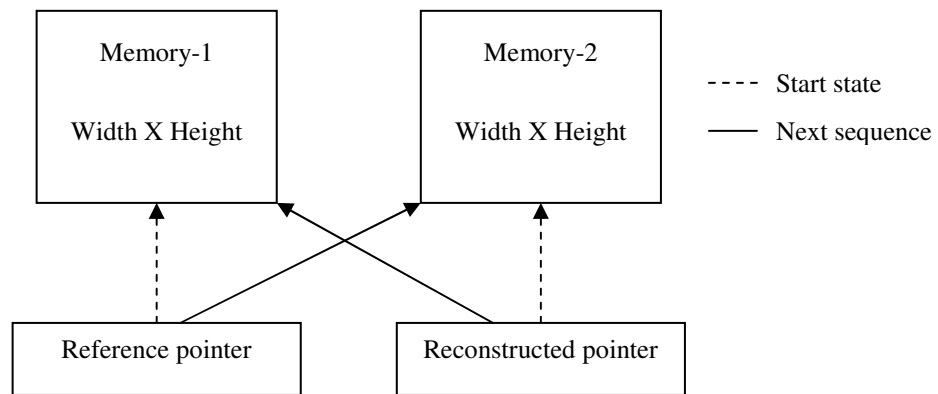 Memory-1
Width X Height
Memory-2
Width X Height
Start state
Next sequence
Reference pointer
Reconstructed pointer